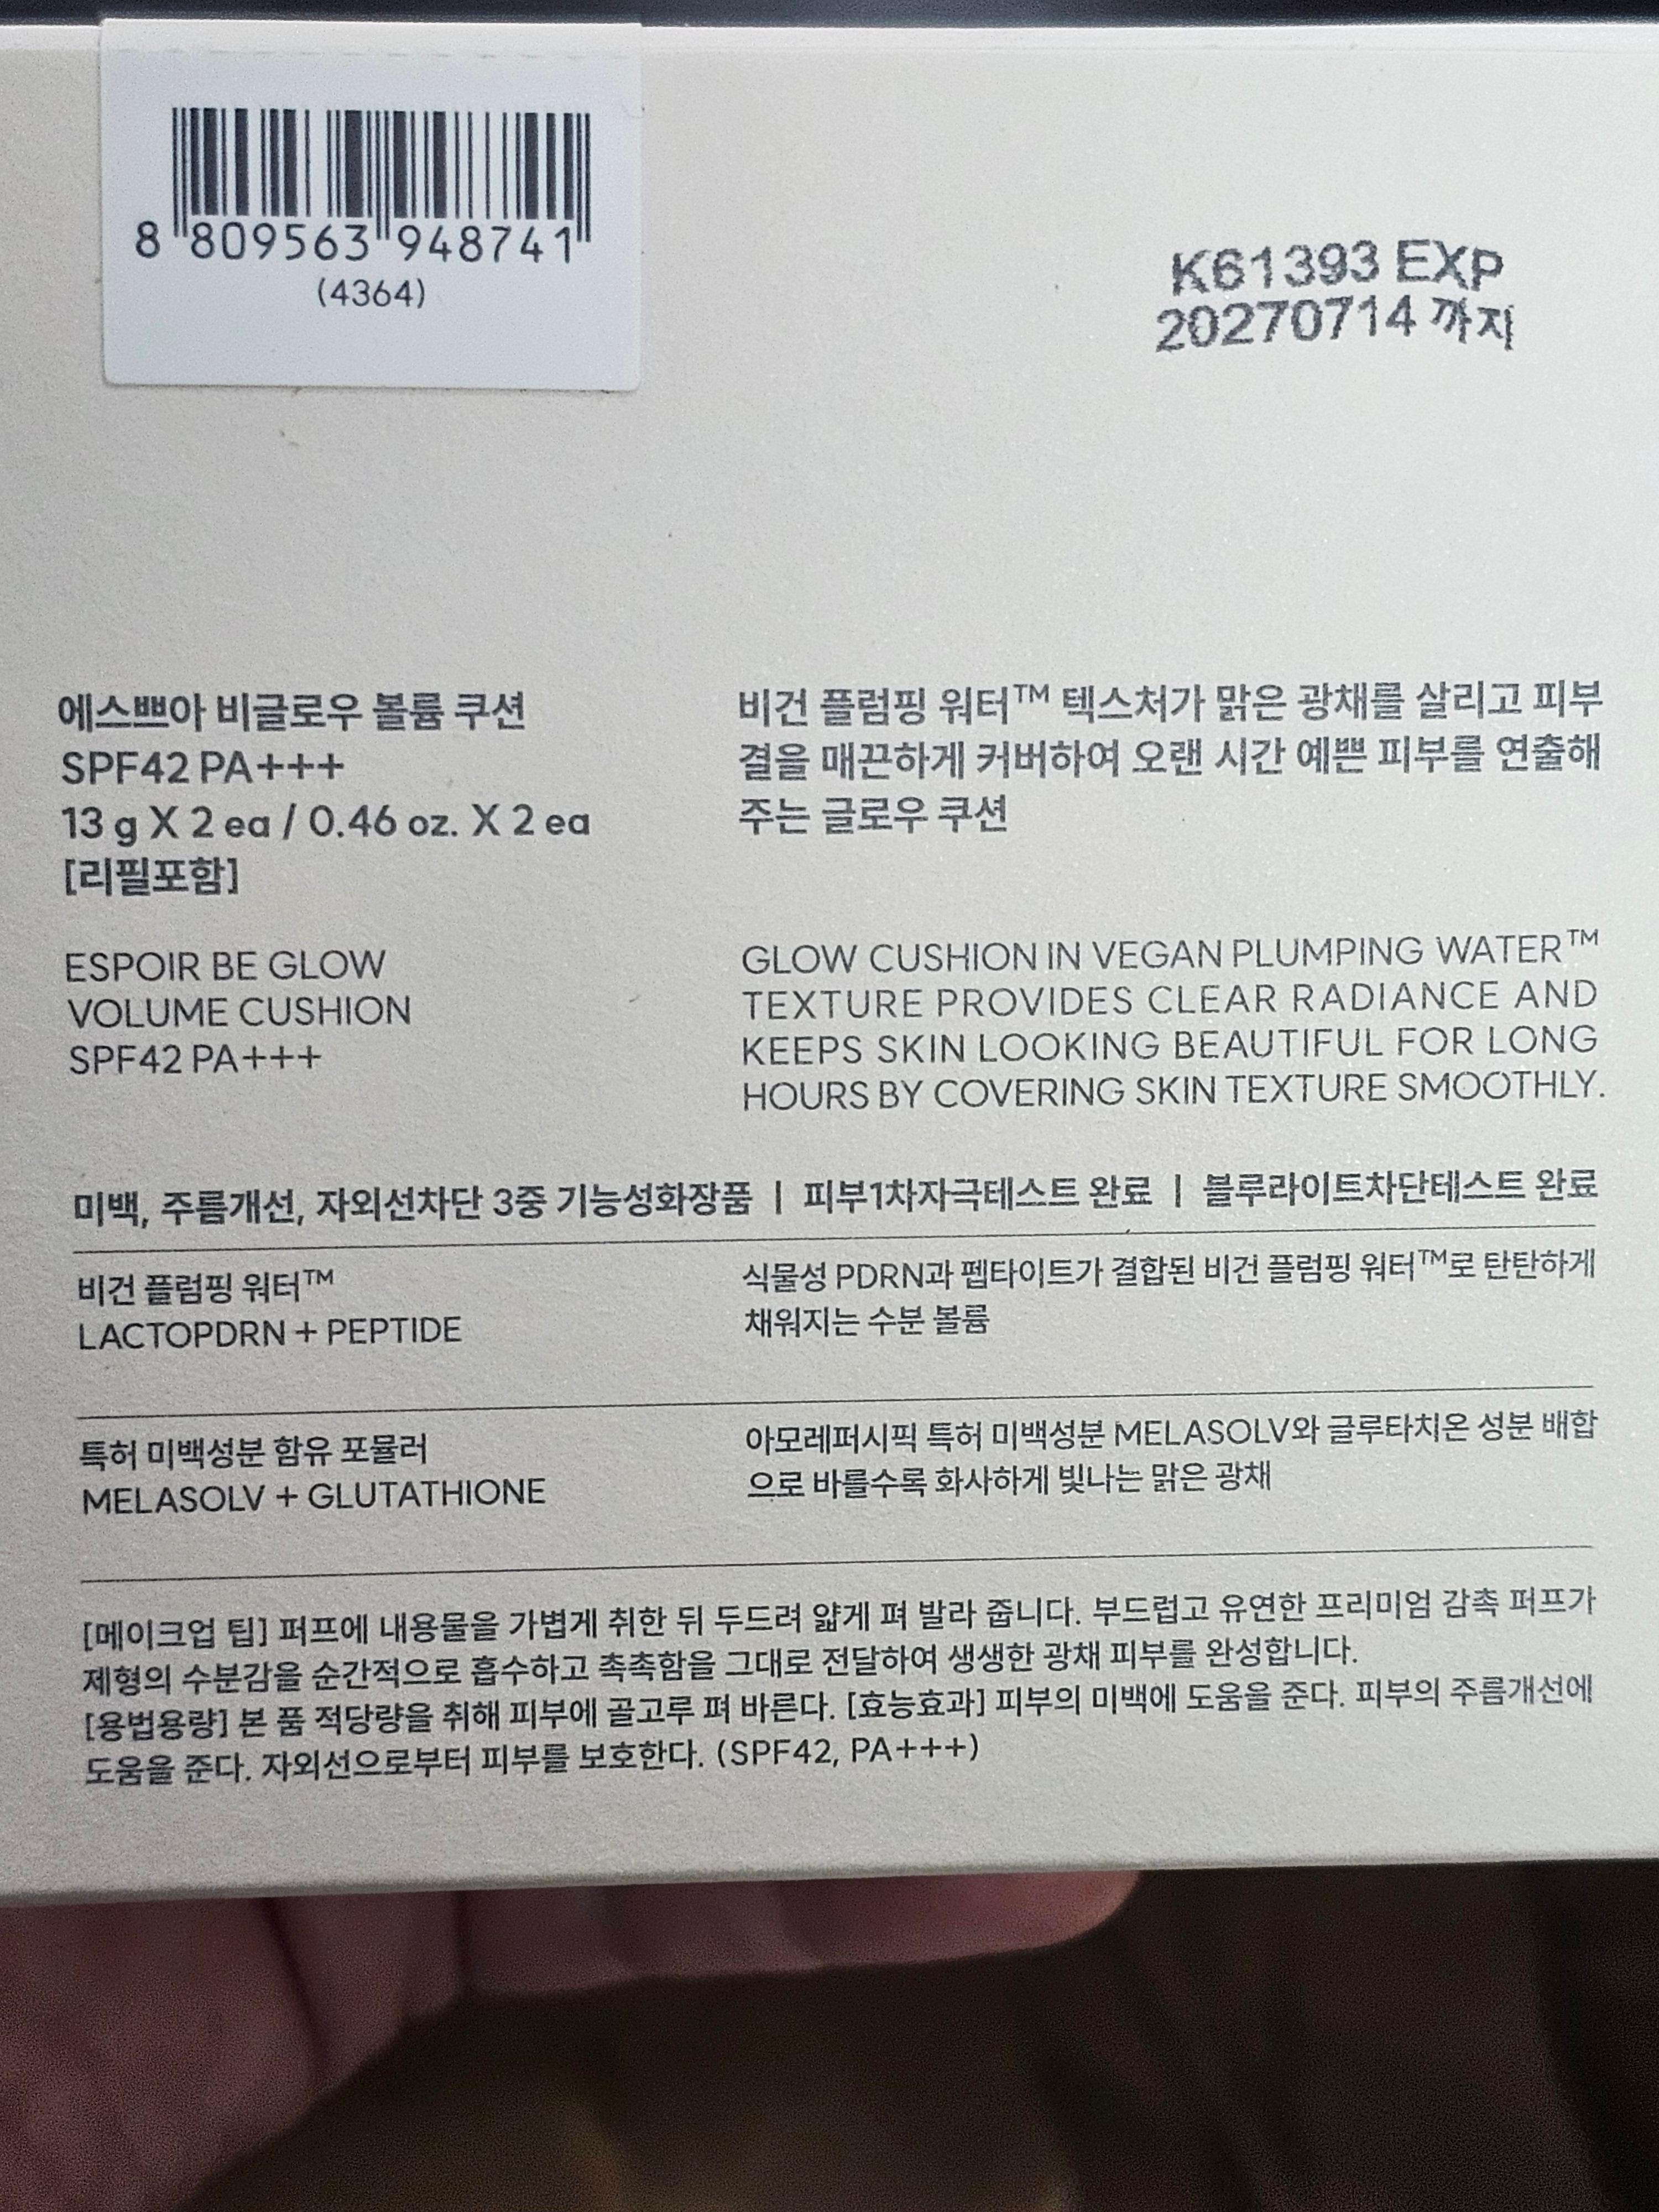 8 809563 948741
(4364)
K61393 EXP
20270714 까지
에스쁘아 비글로우 볼륨 쿠션
SPF42 PA+++
13 g X 2 ea / 0.46 oz. X 2 ea
[리필포함]
비건 플럼핑 워터™ 텍스처가 맑은 광채를 살리고 피부
결을 매끈하게 커버하여 오랜 시간 예쁜 피부를 연출해
주는 글로우 쿠션
ESPOIR BE GLOW
VOLUME CUSHION
SPF42 PA+++
GLOW CUSHION IN VEGAN PLUMPING WATER™
TEXTURE PROVIDES CLEAR RADIANCE AND
KEEPS SKIN LOOKING BEAUTIFUL FOR LONG
HOURS BY COVERING SKIN TEXTURE SMOOTHLY.
미백, 주름개선, 자외선차단 3중 기능성화장품 | 피부1차자극테스트 완료 | 블루라이트차단테스트 완료
비건 플럼핑 워터™
LACTOPDRN + PEPTIDE
식물성 PDRN과 펩타이트가 결합된 비건 플럼핑 워터™로 탄탄하게
채워지는 수분 볼륨
특허 미백성분 함유 포뮬러
MELASOLV + GLUTATHIONE
아모레퍼시픽 특허 미백성분 MELASOLV와 글루타치온 성분 배합
으로 바를수록 화사하게 빛나는 맑은 광채
[메이크업 팁] 퍼프에 내용물을 가볍게 취한 뒤 두드려 얇게 펴 발라 줍니다. 부드럽고 유연한 프리미엄 감촉 퍼프가
제형의 수분감을 순간적으로 흡수하고 촉촉함을 그대로 전달하여 생생한 광채 피부를 완성합니다.
[용법용량] 본 품 적당량을 취해 피부에 골고루 펴 바른다. [효능효과] 피부의 미백에 도움을 준다. 피부의 주름개선에
도움을 준다. 자외선으로부터 피부를 보호한다. (SPF42, PA+++)